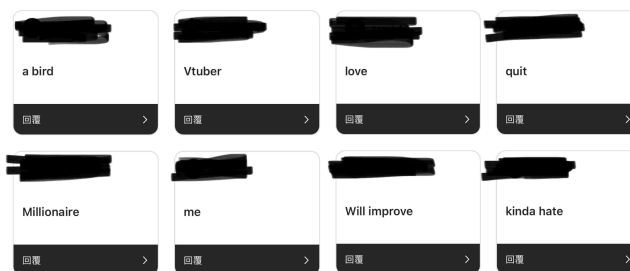 a bird
Vtuber
love
quit
回覆
回覆
回覆
回覆
Millionaire
me
Will improve
kinda hate
回覆
回覆
回覆
回覆